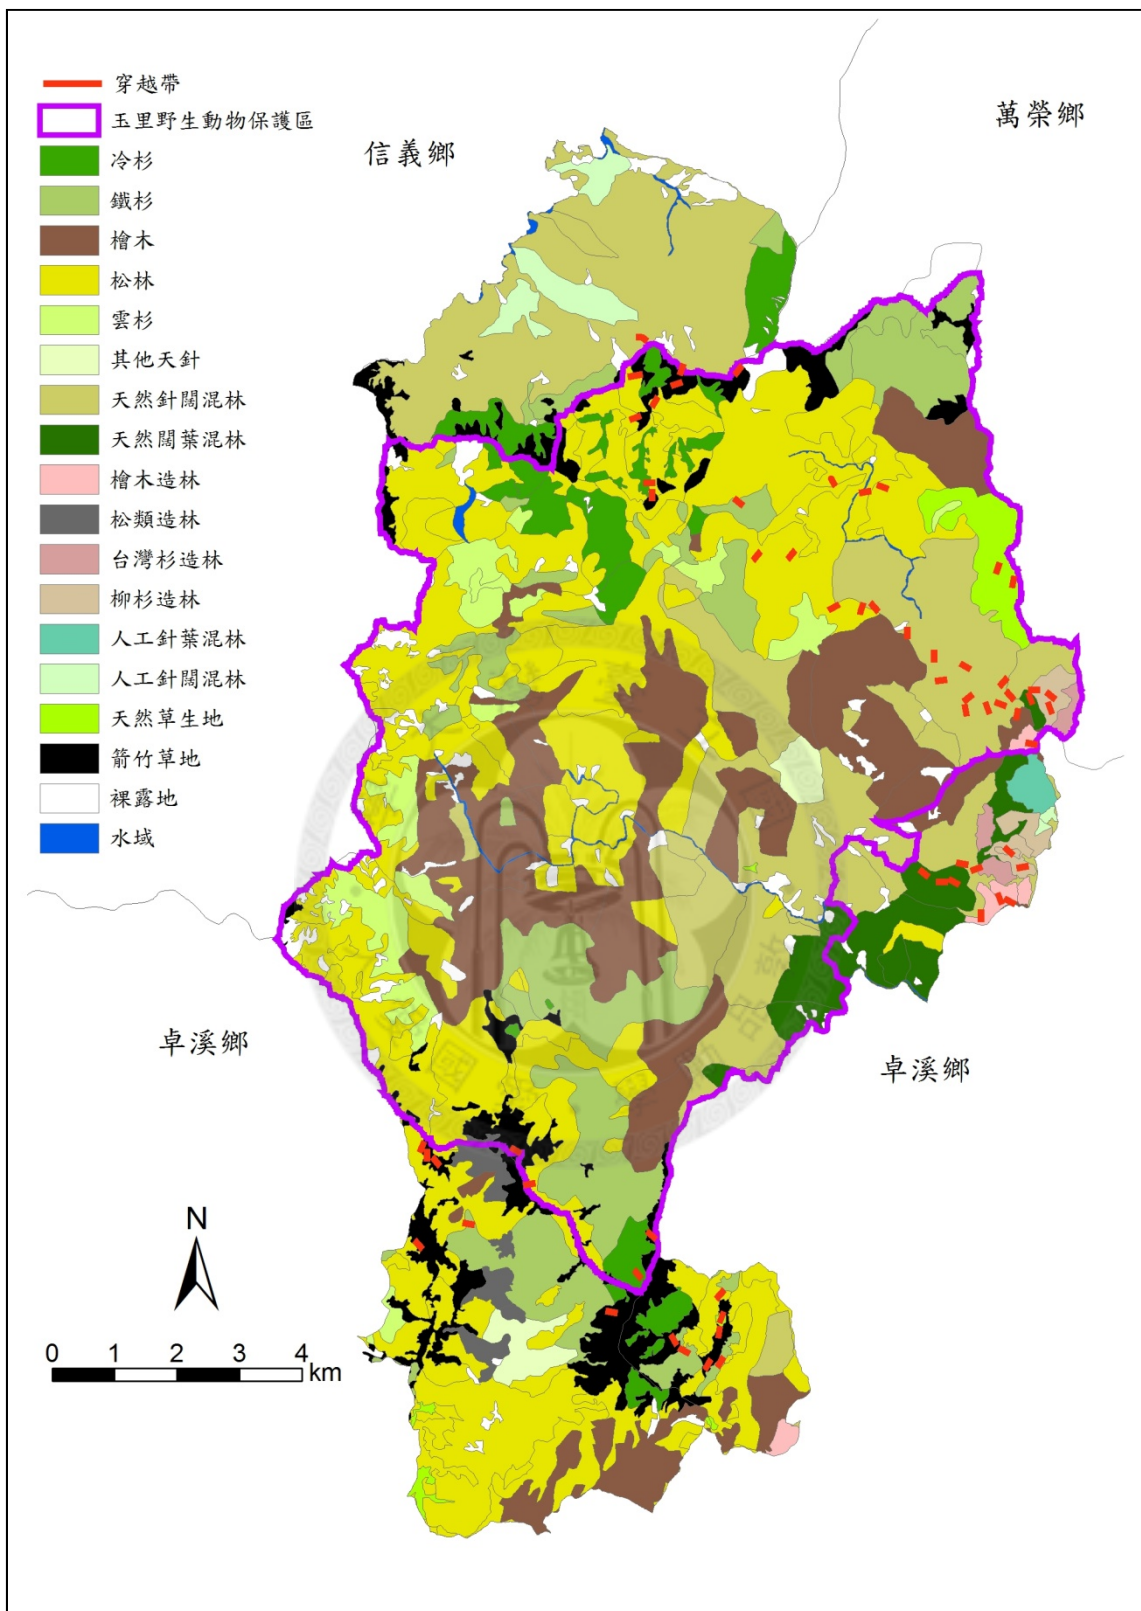 穿越帶
玉里野生動物保護區
冷杉
鐵杉
檜木
松林
雲杉
其他天針
天然針闊混林
天然闊葉混林
檜木造林
松類造林
台灣杉造林
柳杉造林
人工針葉混林
人工針闊混林
天然草生地
箭竹草地
裸露地
水域
信義鄉
萬榮鄉
卓溪鄉
卓溪鄉
N
0 1 2 3 4
km